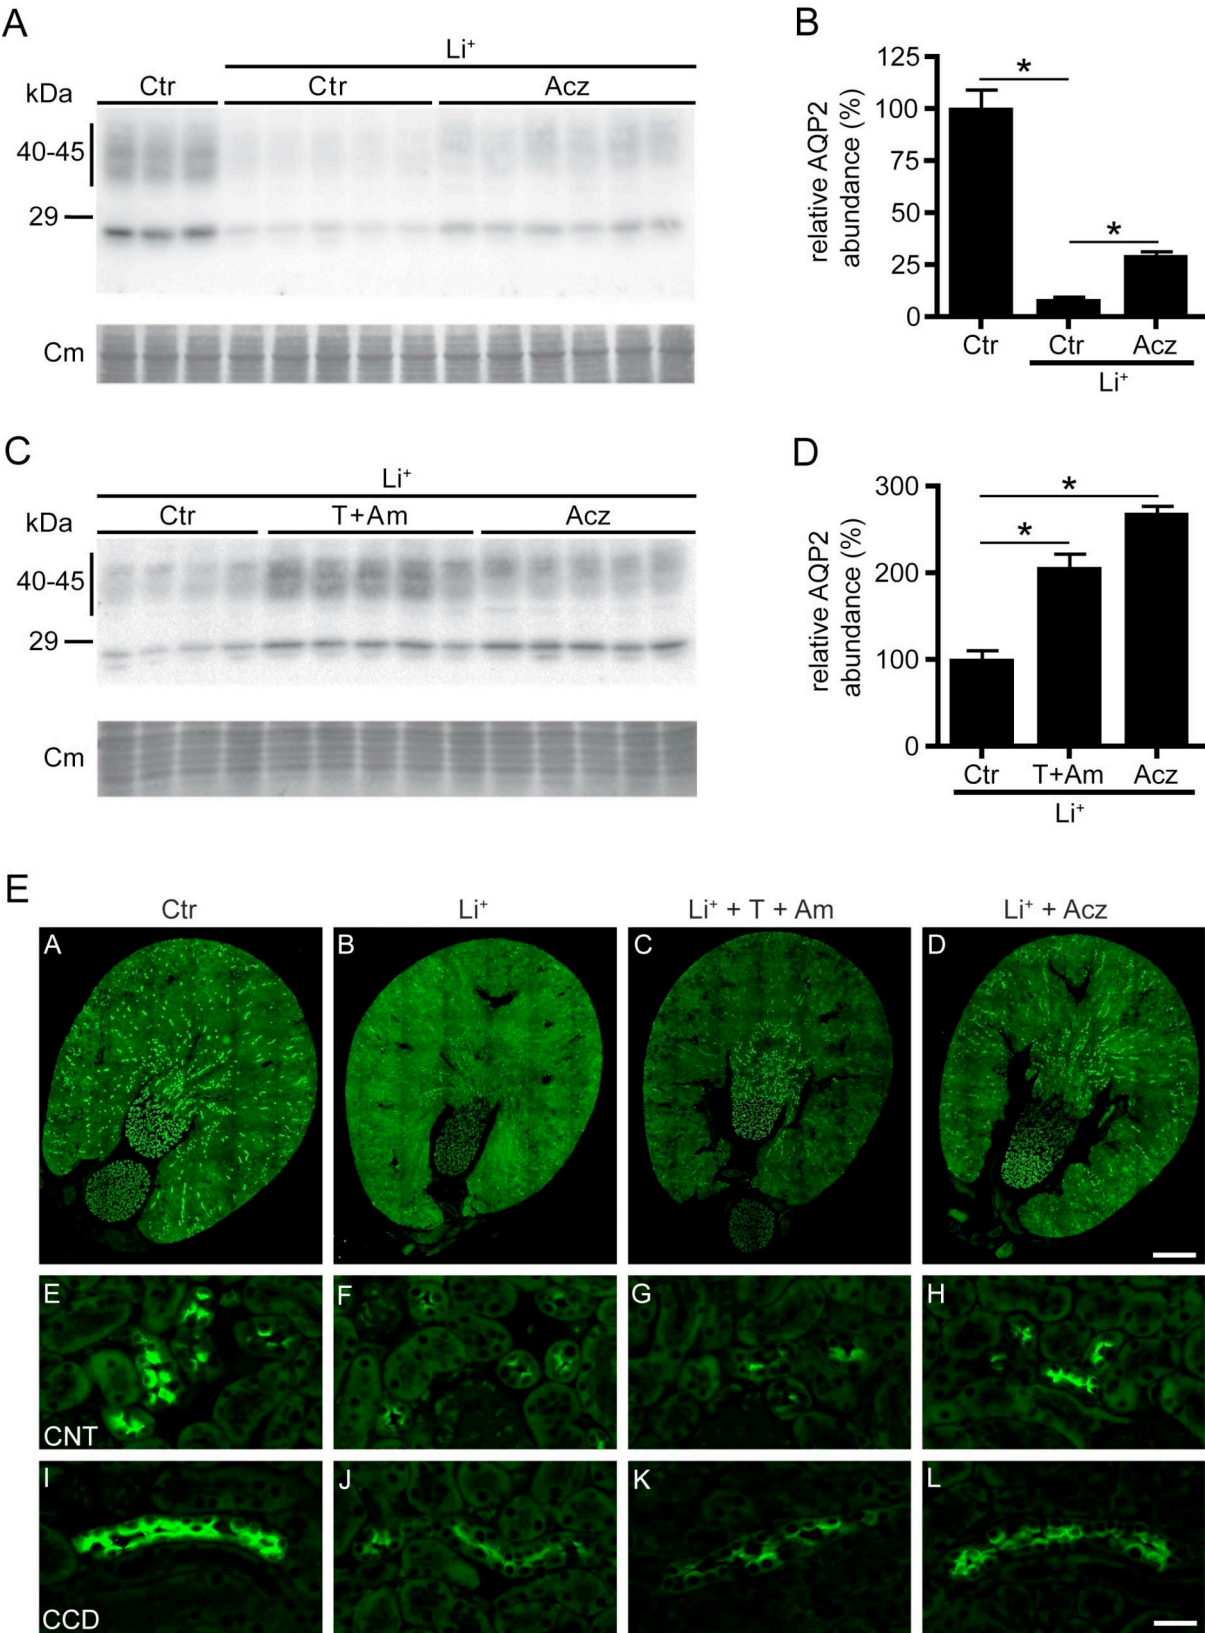 A
Li⁺
kDa Ctr Ctr Acz
40-45
29
Cm
B
relative AQP2
abundance (%)
125
100
75
50
25
0
*
*
Ctr Ctr Acz
Li⁺
C
Li⁺
kDa Ctr T+Am Acz
40-45
29
Cm
D
relative AQP2
abundance (%)
300
200
100
0
*
*
Ctr T+Am Acz
Li⁺
E
Ctr Li⁺ Li⁺ + T + Am Li⁺ + Acz
A B C D
E F G H
CNT
I J K L
CCD